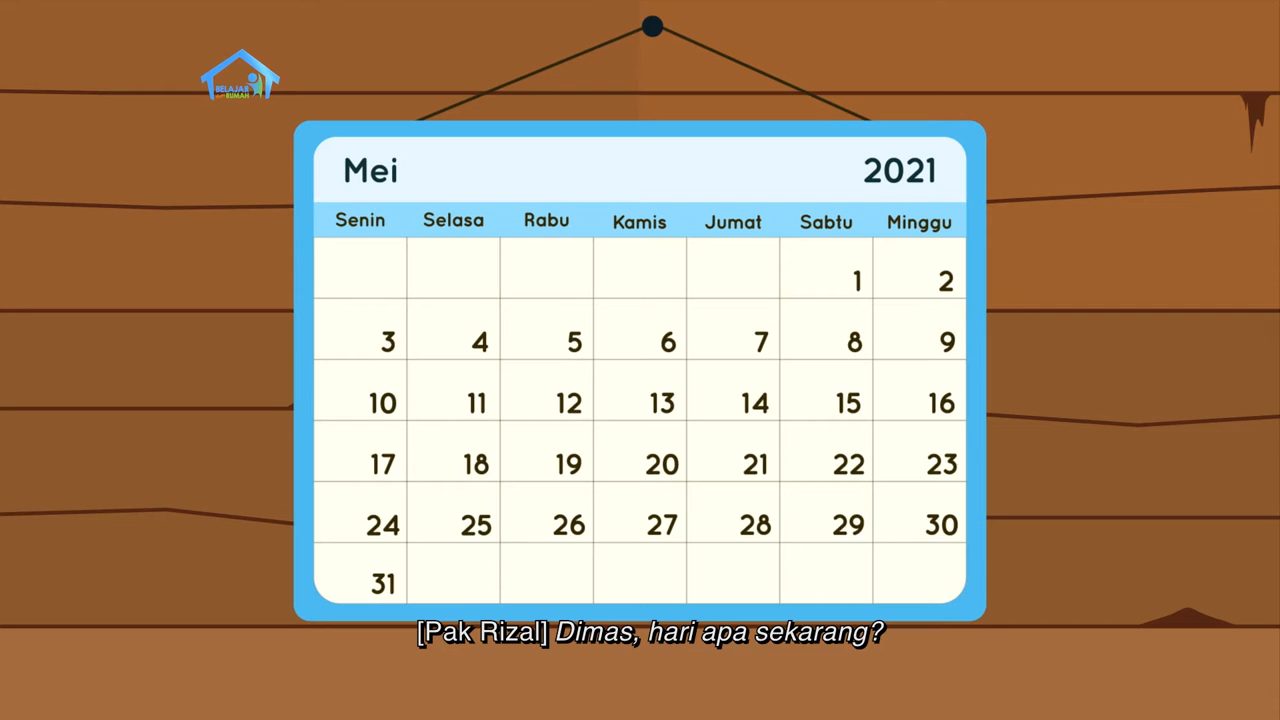 BELAJAR
RUMAH
Mei 2021
Senin Selasa Rabu Kamis Jumat Sabtu Minggu
1 2
3 4 5 6 7 8 9
10 11 12 13 14 15 16
17 18 19 20 21 22 23
24 25 26 27 28 29 30
31
[Pak Rizal] Dimas, hari apa sekarang?